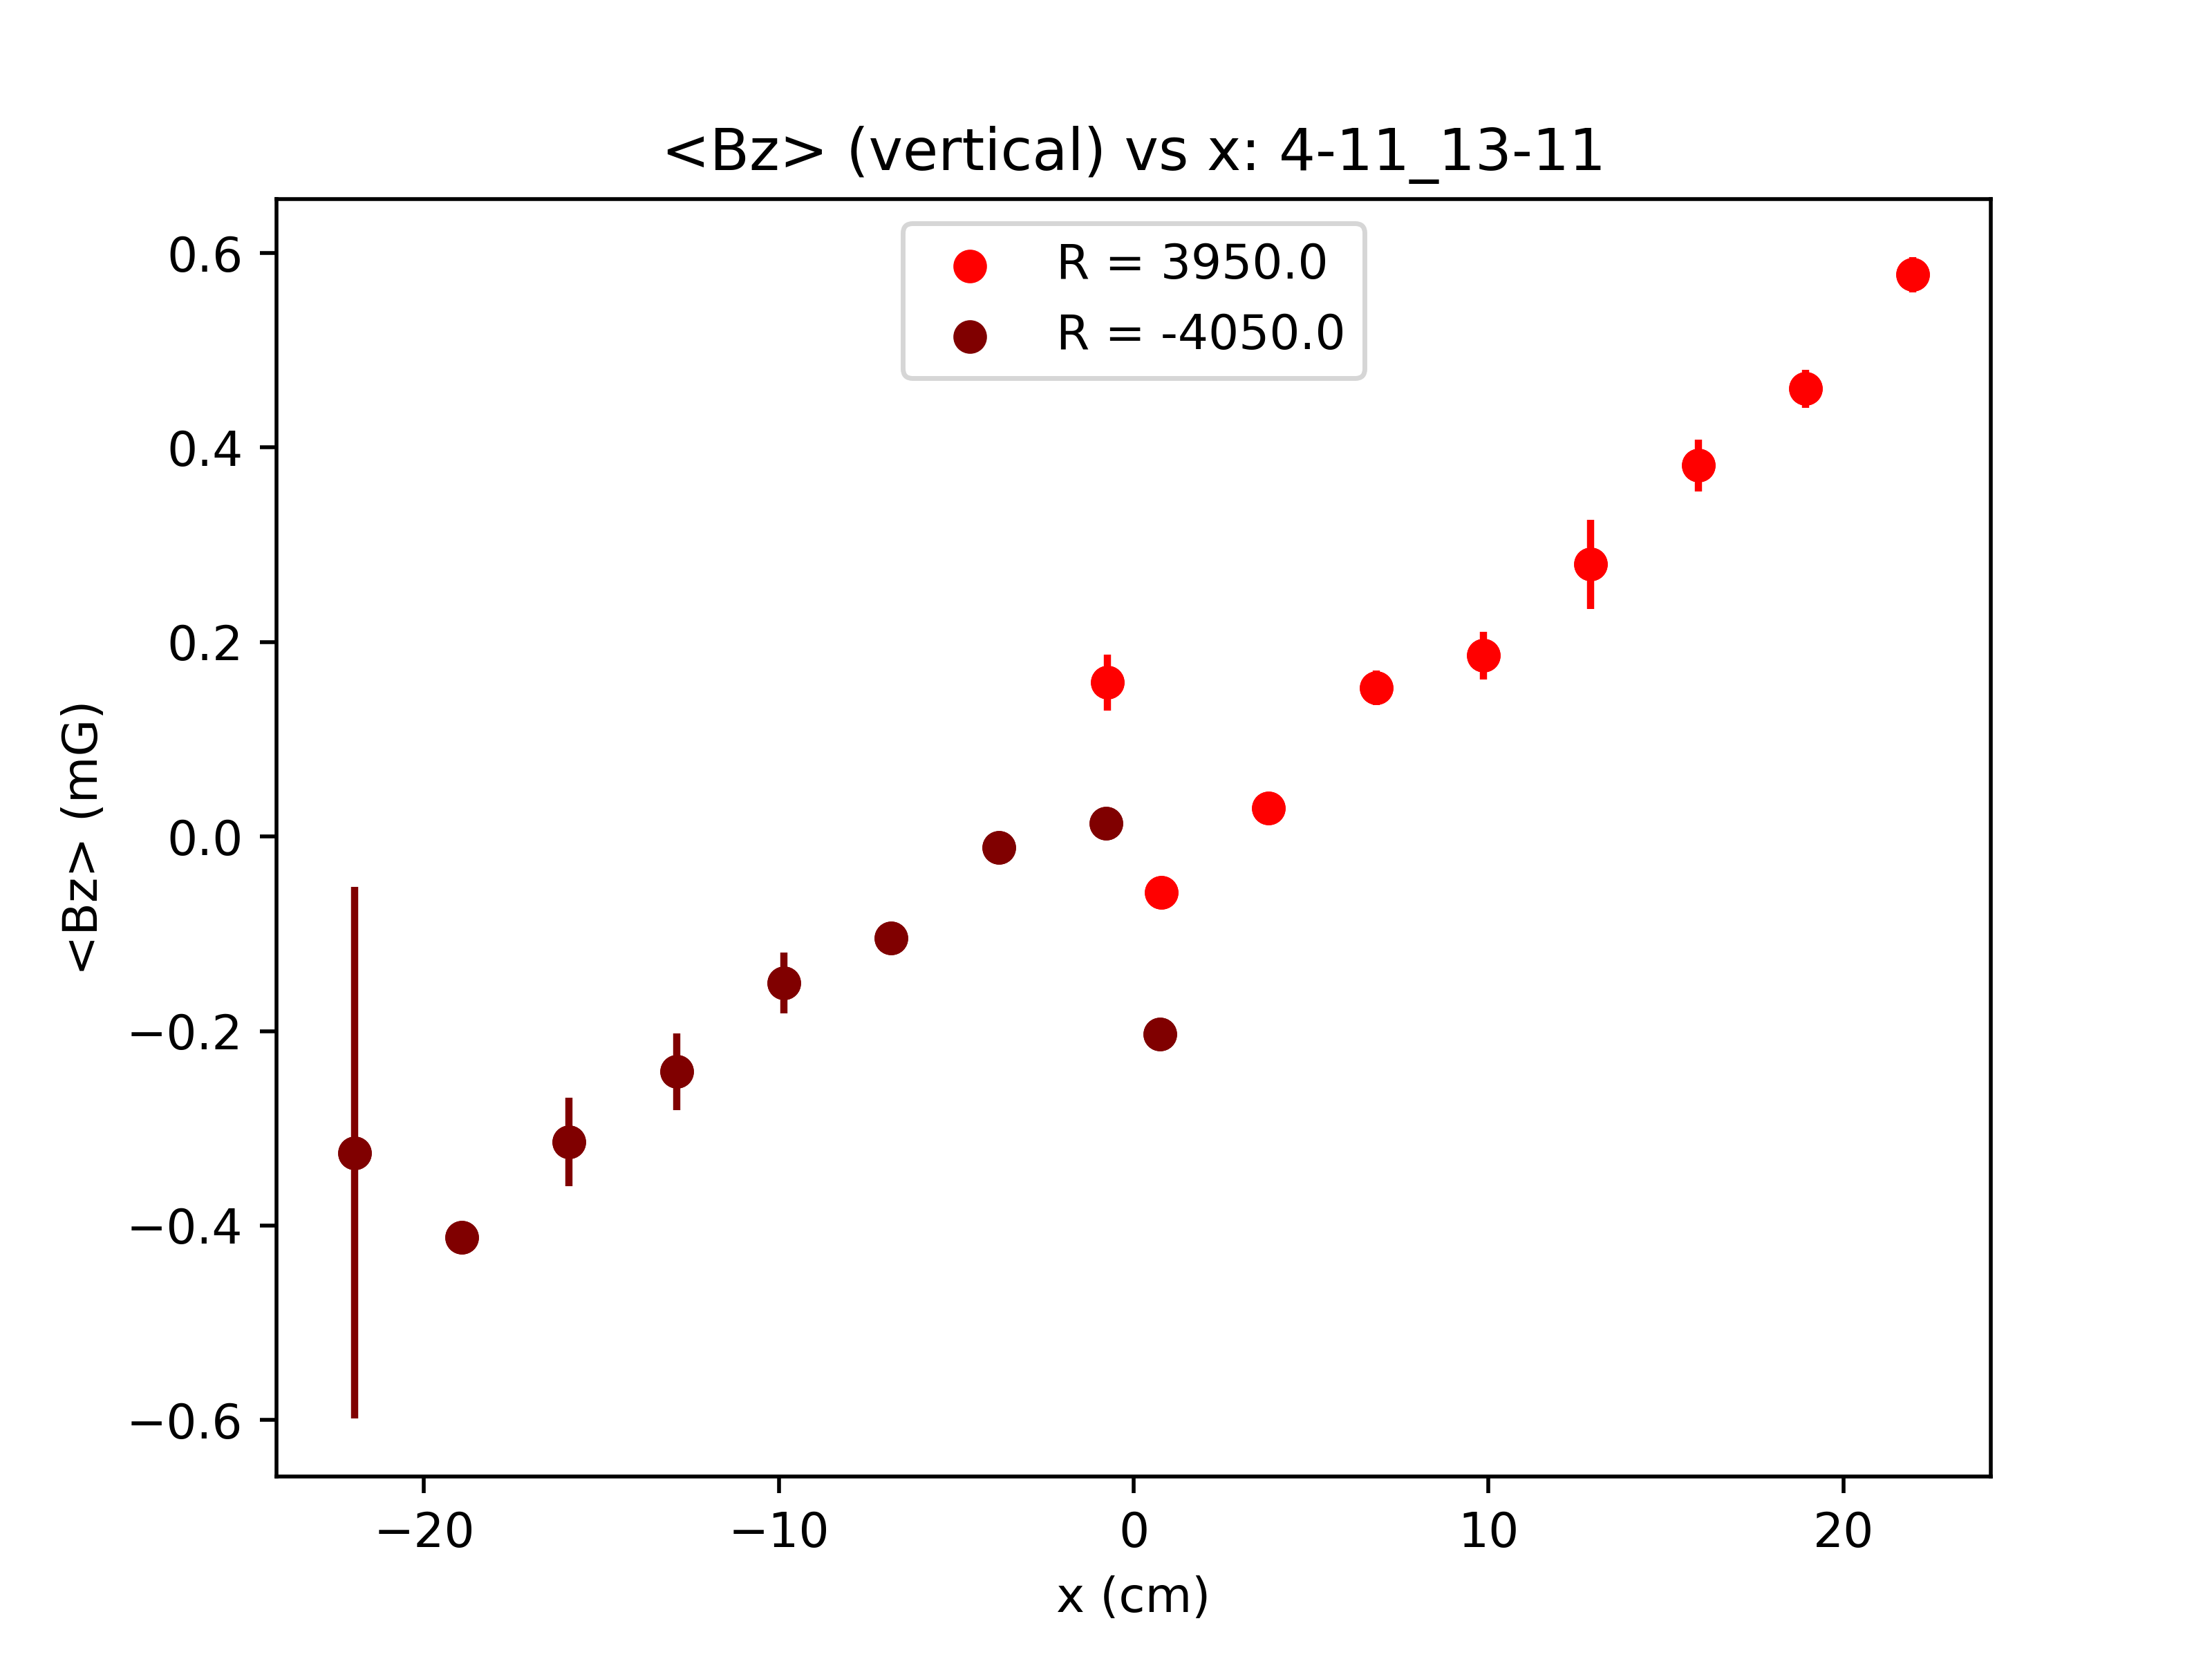 <Bz> (vertical) vs x: 4-11_13-11
R = 3950.0
R = -4050.0
0.6
0.4
0.2
0.0
−0.2
−0.4
−0.6
<Bz> (mG)
−20 −10 0 10 20
x (cm)